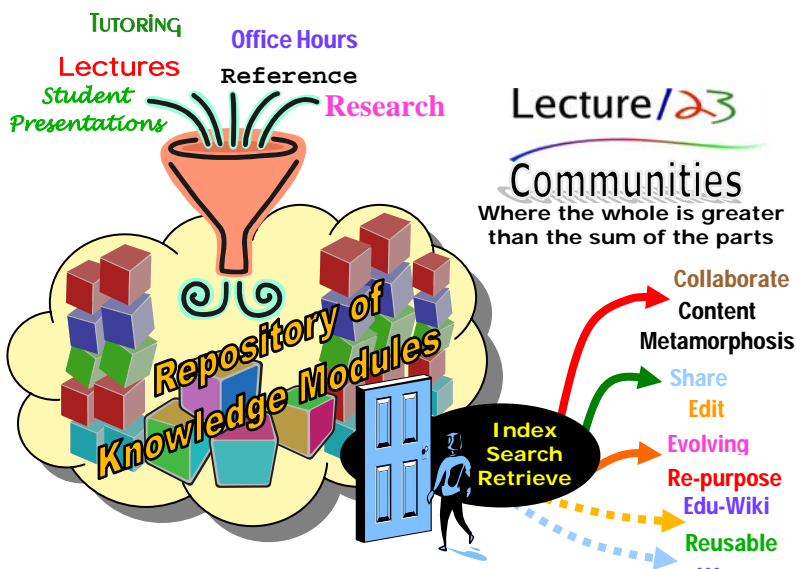 TUTORING
Office Hours
Lectures
Reference
Student
Presentations
Research
Lecture/23
Communities
Where the whole is greater
than the sum of the parts
Repository of
Knowledge Modules
Index
Search
Retrieve
Collaborate
Content
Metamorphosis
Share
Edit
Evolving
Re-purpose
Edu-Wiki
Reusable
...